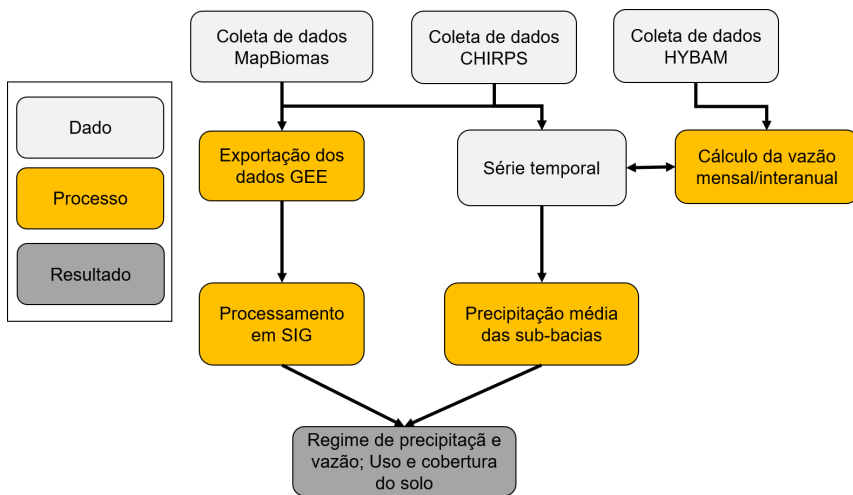 Coleta de dados
MapBiomas
Coleta de dados
CHIRPS
Coleta de dados
HYBAM
Dado
Processo
Resultado
Exportação dos
dados GEE
Série temporal
Cálculo da vazão
mensal/interanual
Processamento
em SIG
Precipitação média
das sub-bacias
Regime de precipitaçã e
vazão; Uso e cobertura
do solo